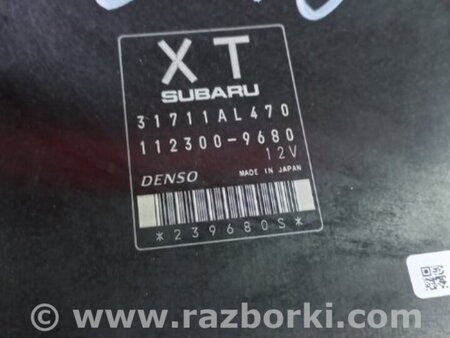 XT
SUBARU
31711AL470
112300-9680
12V
DENSO MADE IN JAPAN
*239680S*
© www.razborki.com